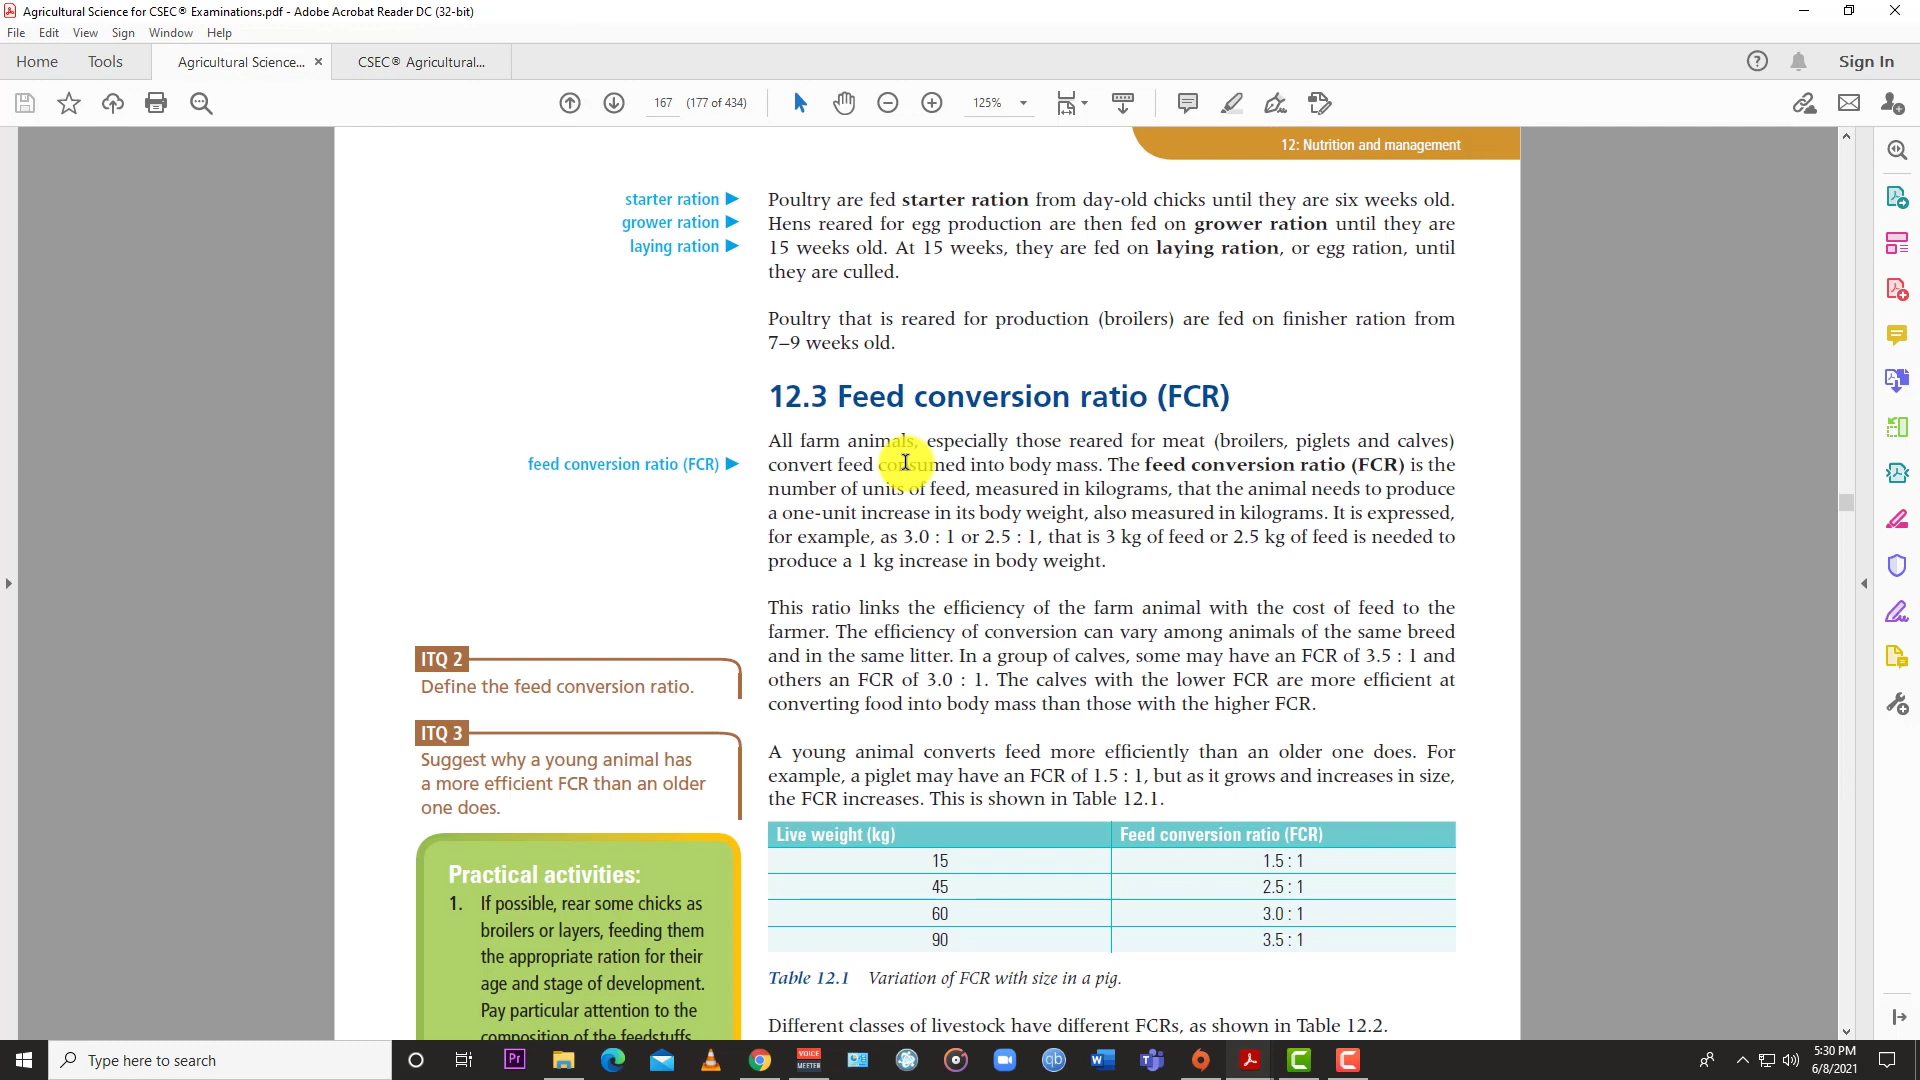 Agricultural Science for CSEC® Examinations.pdf - Adobe Acrobat Reader DC (32-bit)
File Edit View Sign Window Help
Home Tools Agricultural Science... × CSEC® Agricultural... Sign In
167 (177 of 434) 125%
12: Nutrition and management
starter ration ▶
grower ration ▶
laying ration ▶
Poultry are fed starter ration from day-old chicks until they are six weeks old.
Hens reared for egg production are then fed on grower ration until they are
15 weeks old. At 15 weeks, they are fed on laying ration, or egg ration, until
they are culled.
Poultry that is reared for production (broilers) are fed on finisher ration from
7–9 weeks old.
12.3 Feed conversion ratio (FCR)
feed conversion ratio (FCR) ▶
All farm animals, especially those reared for meat (broilers, piglets and calves)
convert feed consumed into body mass. The feed conversion ratio (FCR) is the
number of units of feed, measured in kilograms, that the animal needs to produce
a one-unit increase in its body weight, also measured in kilograms. It is expressed,
for example, as 3.0 : 1 or 2.5 : 1, that is 3 kg of feed or 2.5 kg of feed is needed to
produce a 1 kg increase in body weight.
This ratio links the efficiency of the farm animal with the cost of feed to the
farmer. The efficiency of conversion can vary among animals of the same breed
and in the same litter. In a group of calves, some may have an FCR of 3.5 : 1 and
others an FCR of 3.0 : 1. The calves with the lower FCR are more efficient at
converting food into body mass than those with the higher FCR.
ITQ 2
Define the feed conversion ratio.
ITQ 3
Suggest why a young animal has
a more efficient FCR than an older
one does.
A young animal converts feed more efficiently than an older one does. For
example, a piglet may have an FCR of 1.5 : 1, but as it grows and increases in size,
the FCR increases. This is shown in Table 12.1.
Live weight (kg) Feed conversion ratio (FCR)
15 1.5 : 1
45 2.5 : 1
60 3.0 : 1
90 3.5 : 1
Table 12.1 Variation of FCR with size in a pig.
Different classes of livestock have different FCRs, as shown in Table 12.2.
Practical activities:
1. If possible, rear some chicks as
broilers or layers, feeding them
the appropriate ration for their
age and stage of development.
Pay particular attention to the
composition of the feedstuffs
Type here to search
Pr
VOICE
MEETER
qb
5:30 PM
6/8/2021